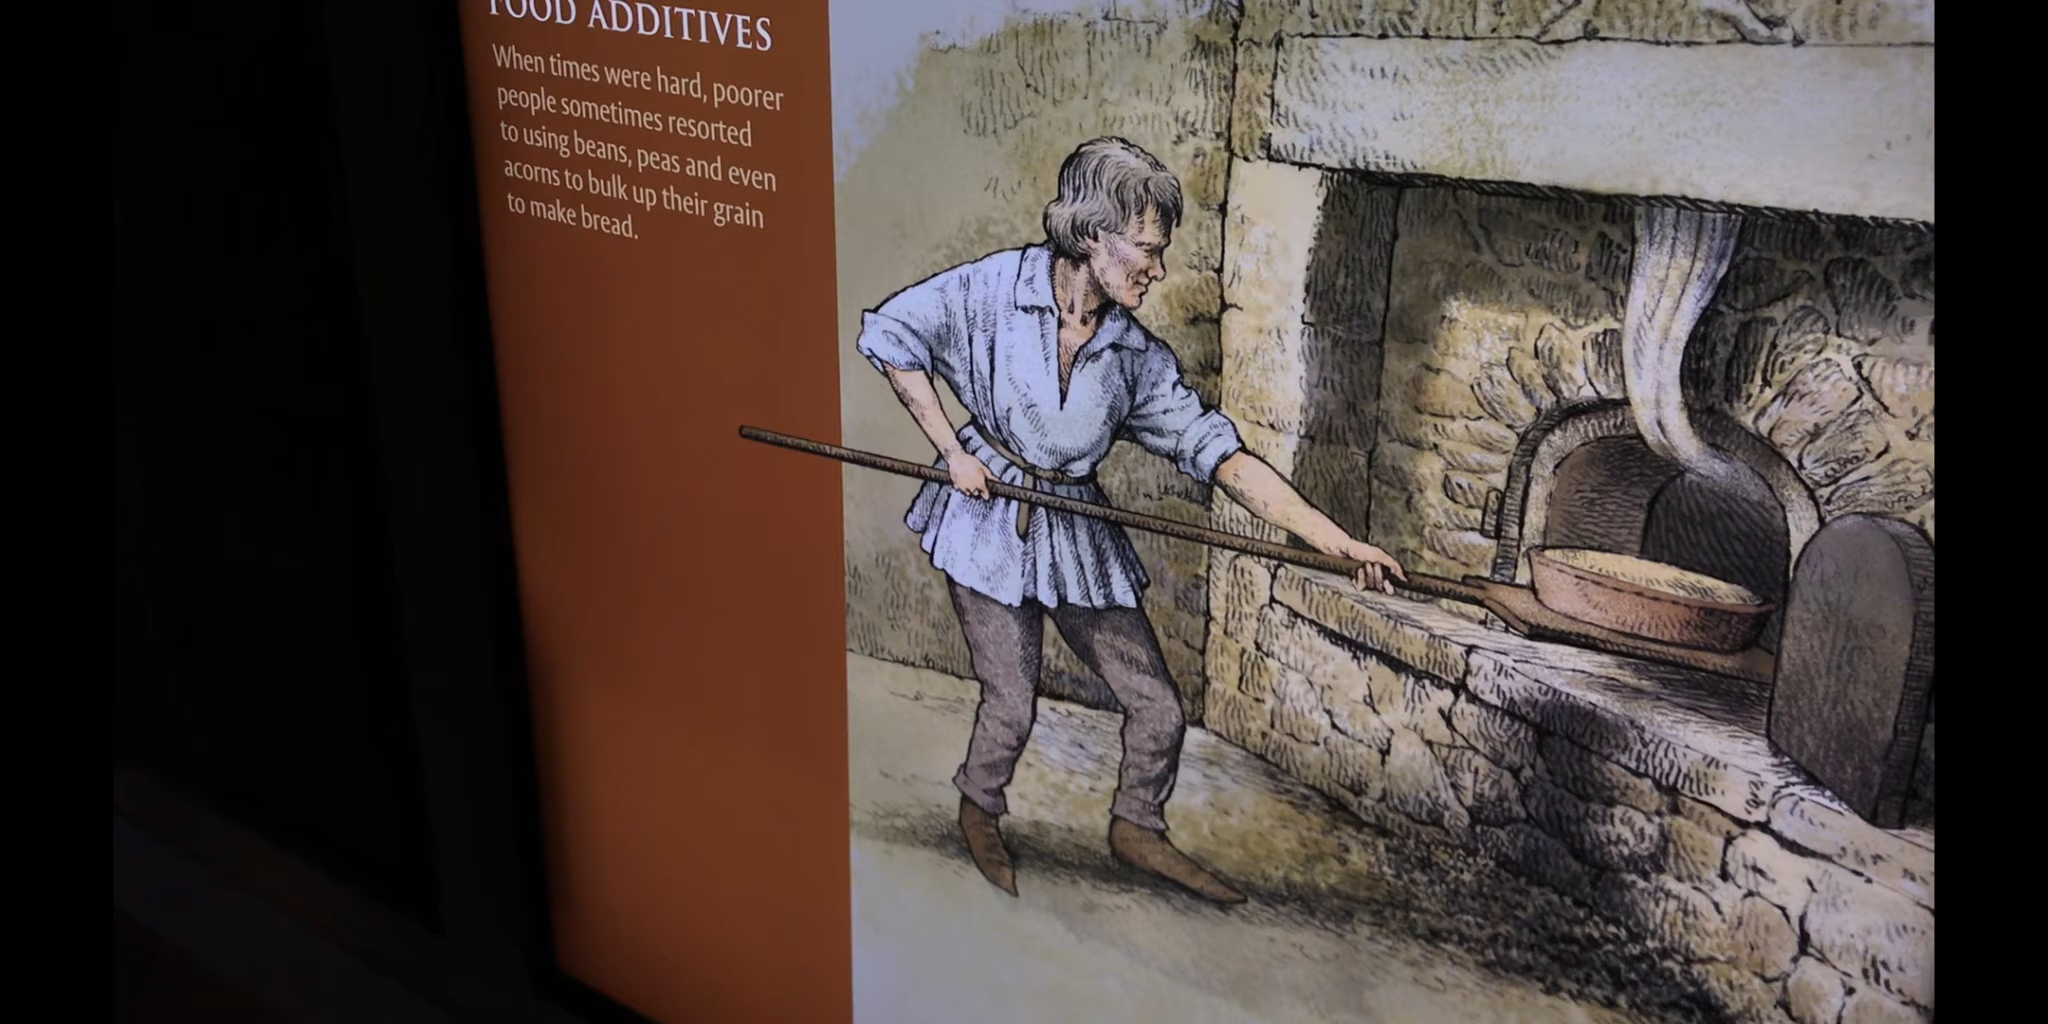 FOOD ADDITIVES
When times were hard, poorer
people sometimes resorted
to using beans, peas and even
acorns to bulk up their grain
to make bread.